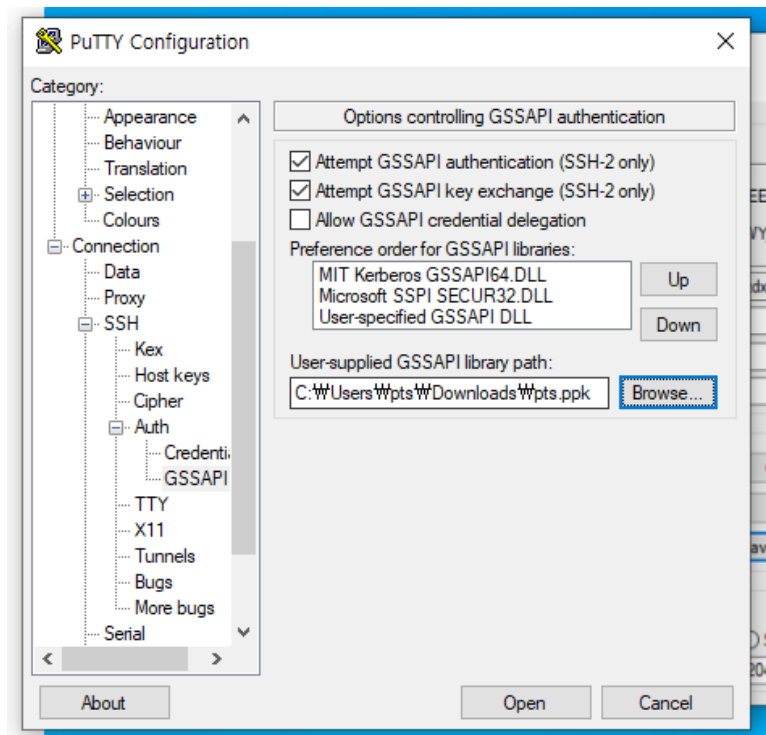 PuTTY Configuration
Category:
Appearance
Behaviour
Translation
Selection
Colours
Connection
Data
Proxy
SSH
Kex
Host keys
Cipher
Auth
Credenti
GSSAPI
TTY
X11
Tunnels
Bugs
More bugs
Serial
Options controlling GSSAPI authentication
Attempt GSSAPI authentication (SSH-2 only)
Attempt GSSAPI key exchange (SSH-2 only)
Allow GSSAPI credential delegation
Preference order for GSSAPI libraries:
MIT Kerberos GSSAPI64.DLL
Microsoft SSPI SECUR32.DLL
User-specified GSSAPI DLL
Up
Down
User-supplied GSSAPI library path:
C:₩Users₩pts₩Downloads₩pts.ppk
Browse...
About
Open
Cancel